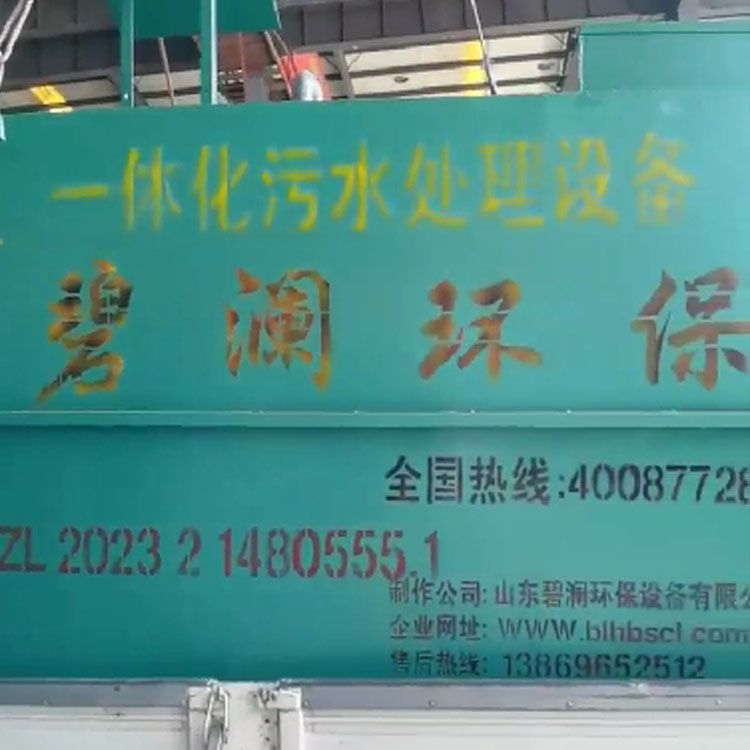 一体化污水处理设备
碧澜环保
全国热线:40087728
ZL 2023 2 1480555.1
制作公司:山东碧澜环保设备有限公
企业网址: WWW.blhbscl.com
售后热线: 13869652512